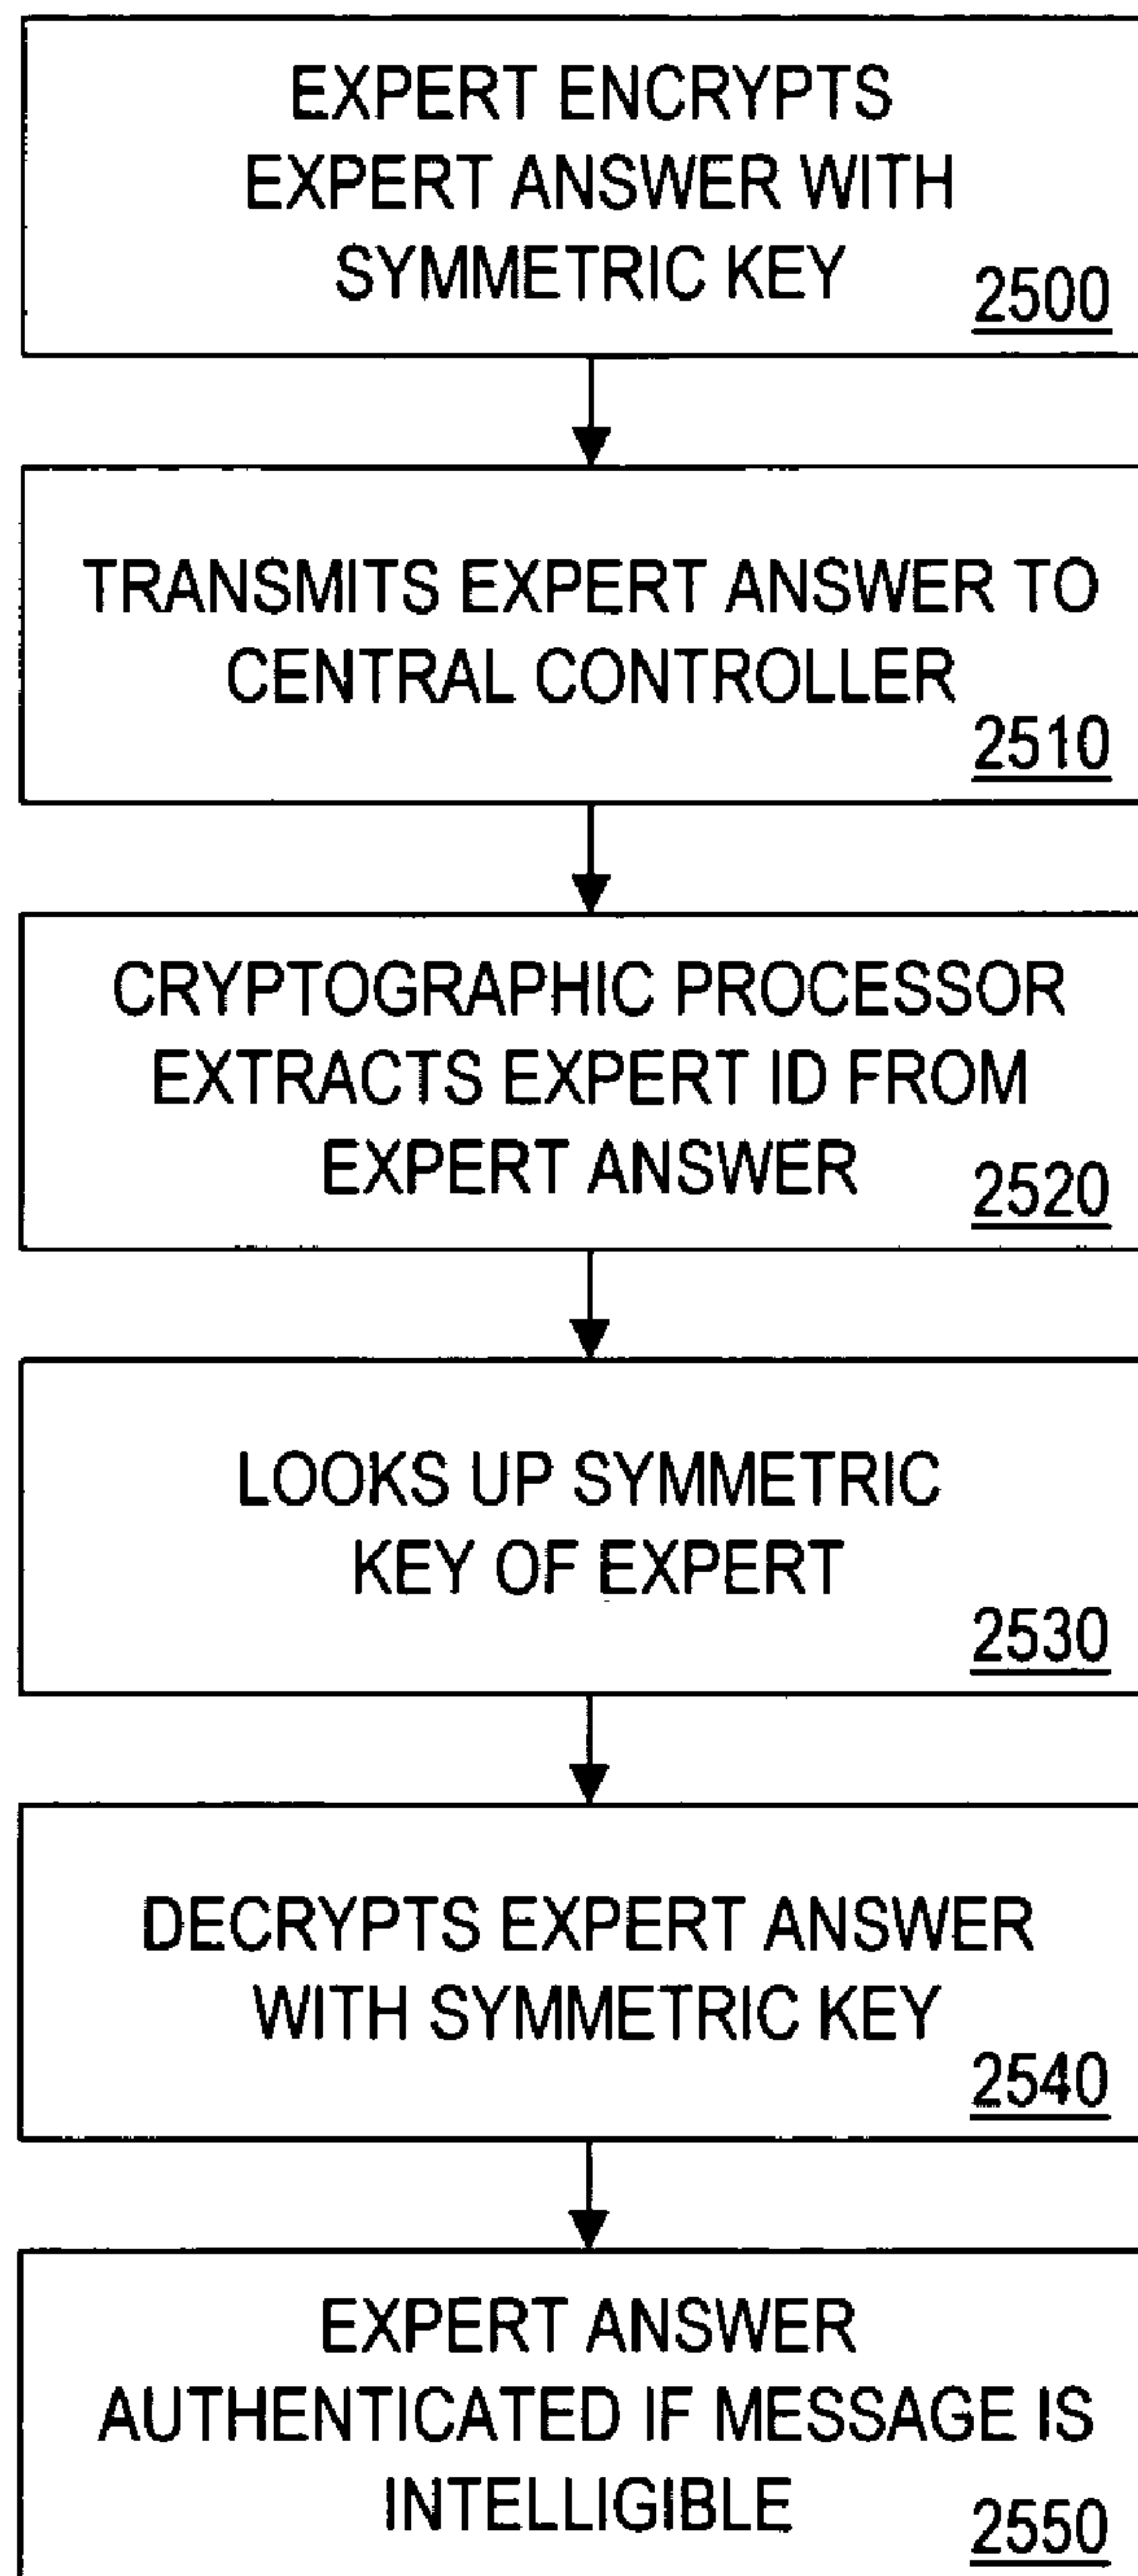 EXPERT ENCRYPTS
EXPERT ANSWER WITH
SYMMETRIC KEY
2500
TRANSMITS EXPERT ANSWER TO
CENTRAL CONTROLLER
2510
CRYPTOGRAPHIC PROCESSOR
EXTRACTS EXPERT ID FROM
EXPERT ANSWER
2520
LOOKS UP SYMMETRIC
KEY OF EXPERT
2530
DECRYPTS EXPERT ANSWER
WITH SYMMETRIC KEY
2540
EXPERT ANSWER
AUTHENTICATED IF MESSAGE IS
INTELLIGIBLE
2550